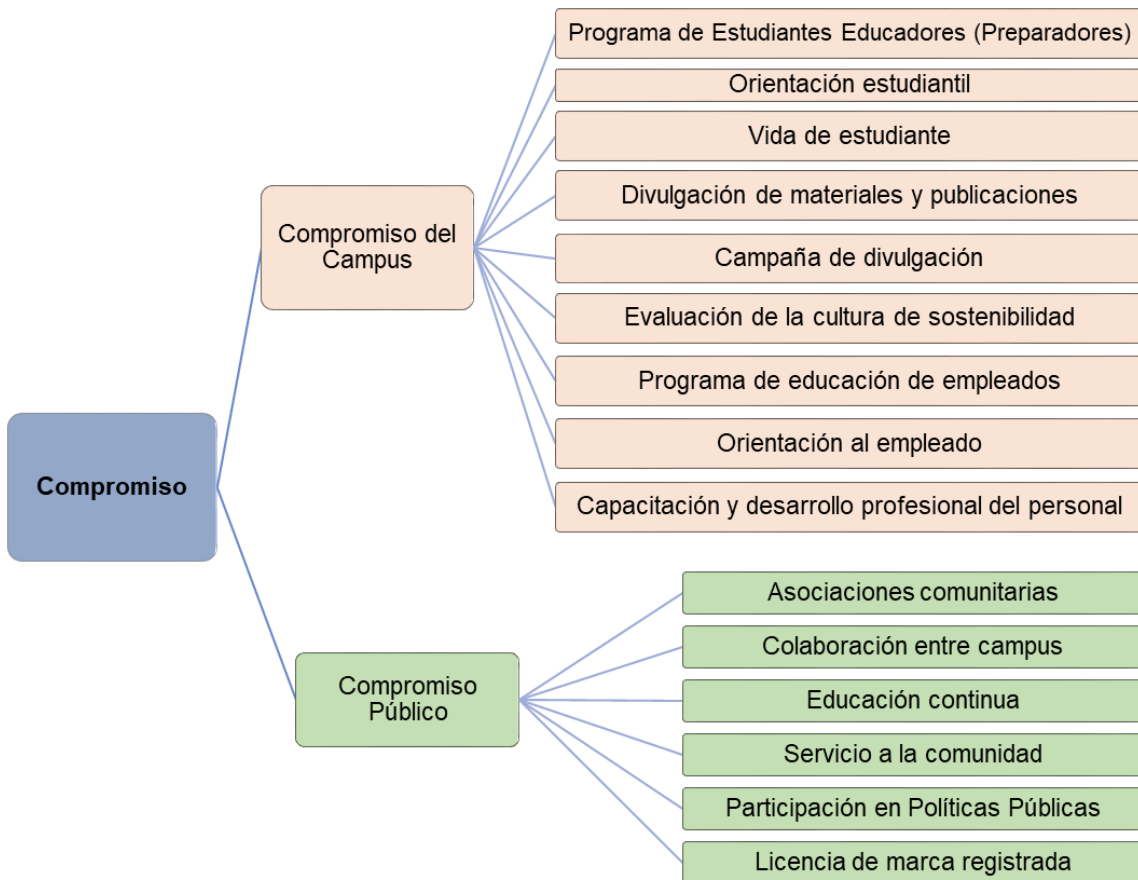 Programa de Estudiantes Educadores (Preparadores)
Orientación estudiantil
Vida de estudiante
Divulgación de materiales y publicaciones
Compromiso del
Campus
Campaña de divulgación
Evaluación de la cultura de sostenibilidad
Programa de educación de empleados
Orientación al empleado
Compromiso
Capacitación y desarrollo profesional del personal
Asociaciones comunitarias
Colaboración entre campus
Compromiso
Público
Educación continua
Servicio a la comunidad
Participación en Políticas Públicas
Licencia de marca registrada